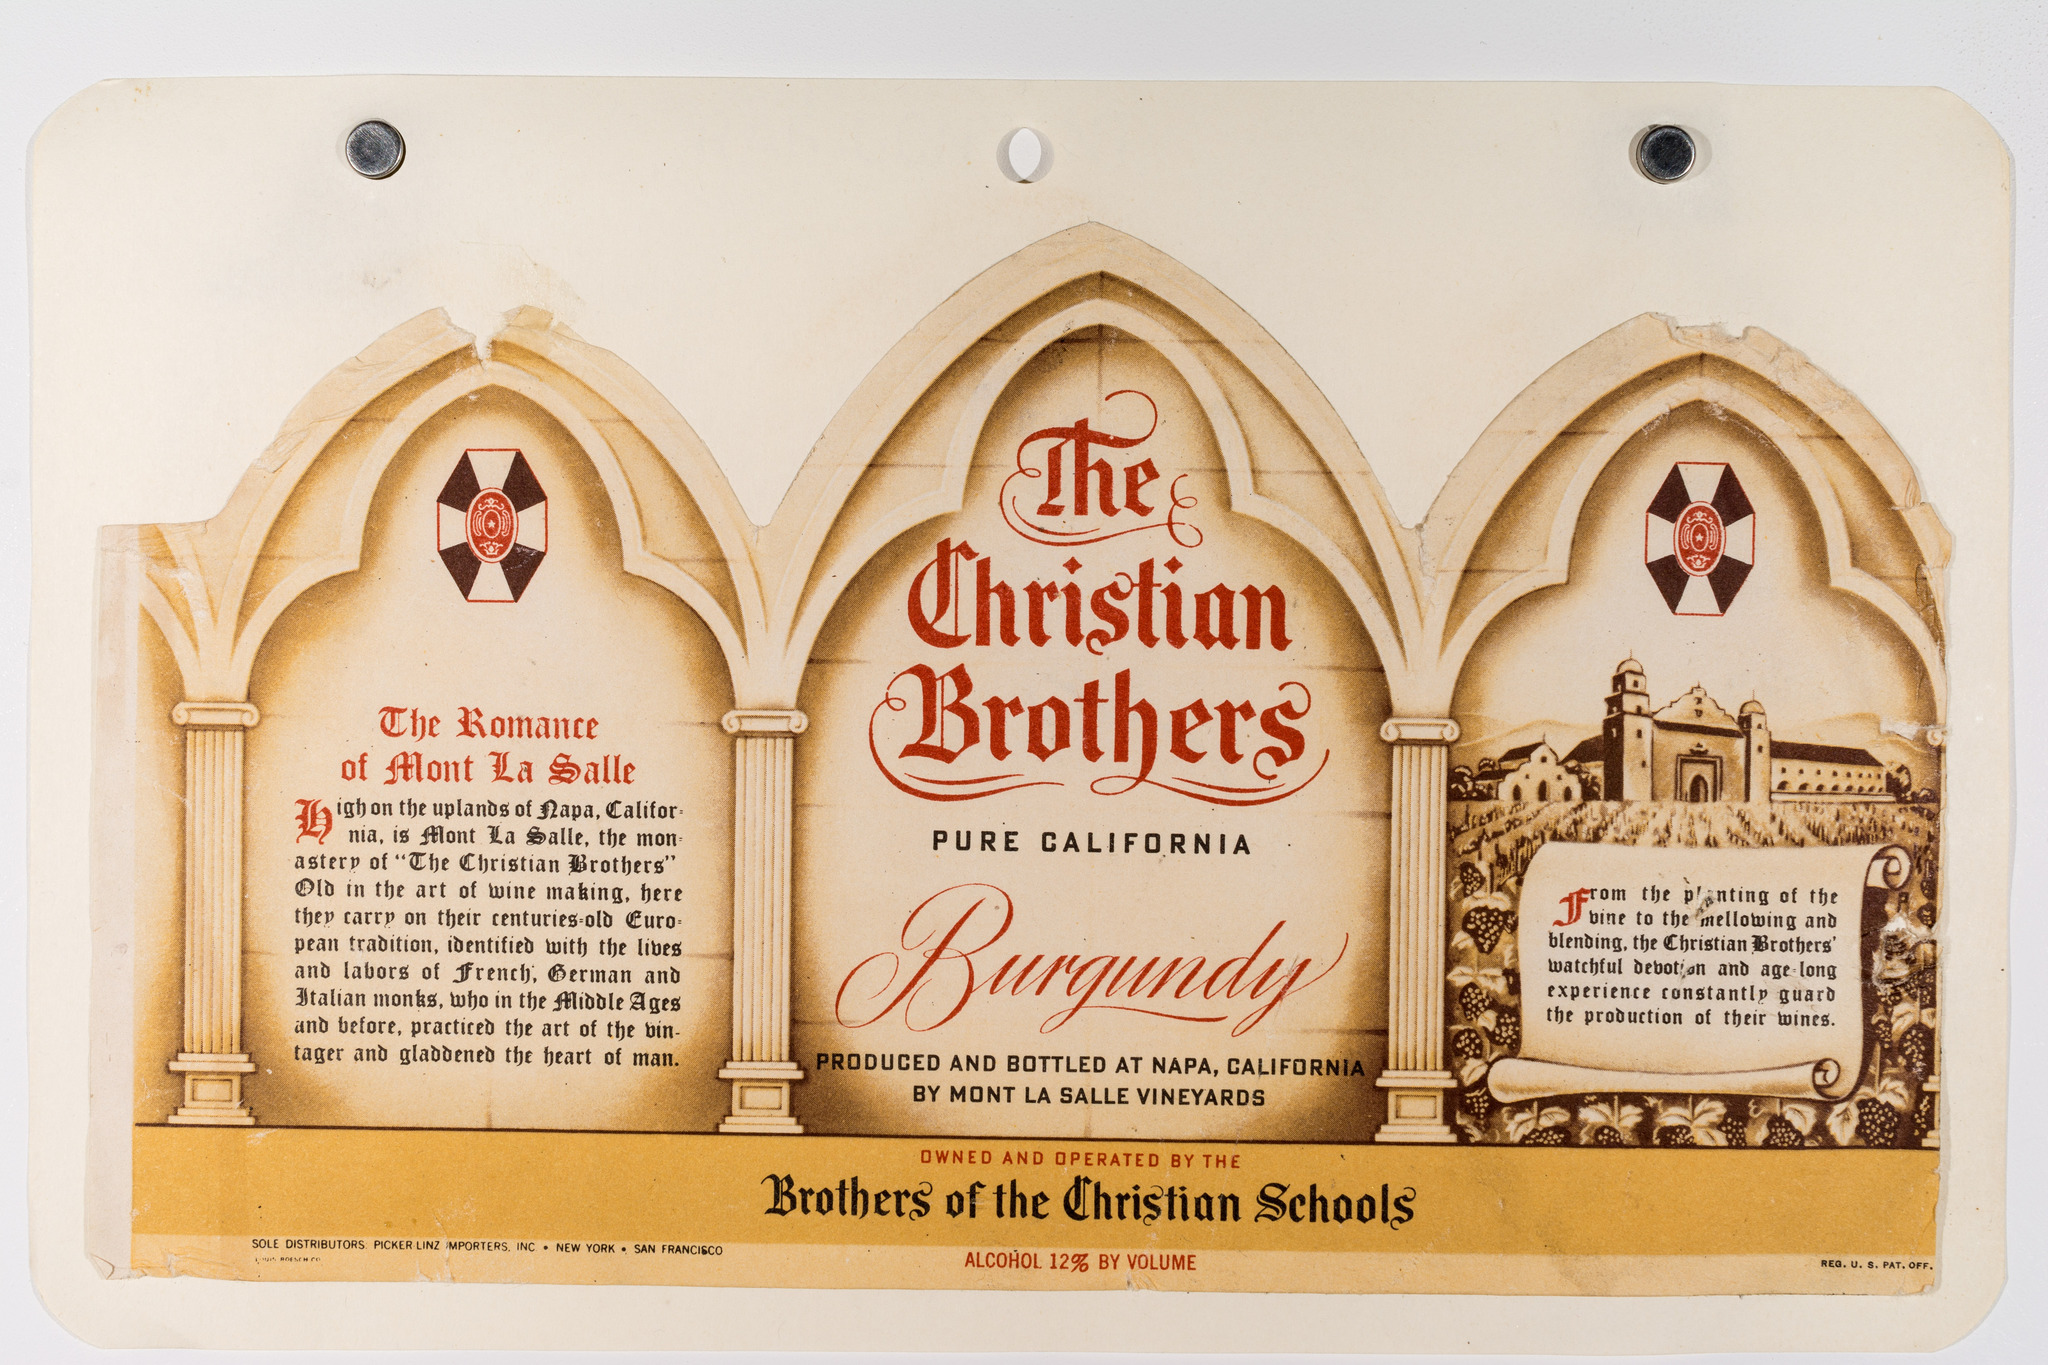 The Romance
of Mont La Salle
High on the uplands of Napa, Califor-
nia, is Mont La Salle, the mon-
astery of "The Christian Brothers"
Old in the art of wine making, here
they carry on their centuries-old Euro-
pean tradition, identified with the lives
and labors of French, German and
Italian monks, who in the Middle Ages
and before, practiced the art of the vin-
tager and gladdened the heart of man.
The
Christian
Brothers
PURE CALIFORNIA
Burgundy
PRODUCED AND BOTTLED AT NAPA, CALIFORNIA
BY MONT LA SALLE VINEYARDS
From the planting of the
vine to the mellowing and
blending, the Christian Brothers'
watchful devotion and age-long
experience constantly guard
the production of their wines.
OWNED AND OPERATED BY THE
Brothers of the Christian Schools
SOLE DISTRIBUTORS: PICKER-LINZ IMPORTERS, INC • NEW YORK • SAN FRANCISCO
ROESCH CO.
ALCOHOL 12% BY VOLUME
REG. U. S. PAT. OFF.